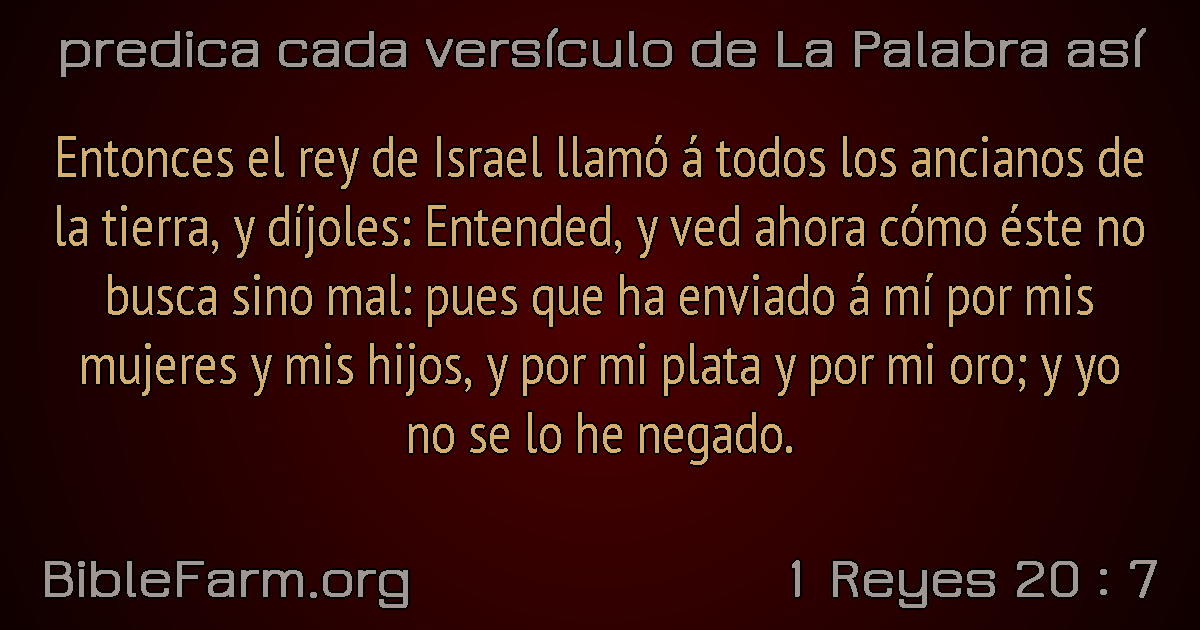 predica cada versículo de La Palabra así
Entonces el rey de Israel llamó á todos los ancianos de
la tierra, y díjoles: Entended, y ved ahora cómo éste no
busca sino mal: pues que ha enviado á mí por mis
mujeres y mis hijos, y por mi plata y por mi oro; y yo
no se lo he negado.
BibleFarm.org
1 Reyes 20 : 7